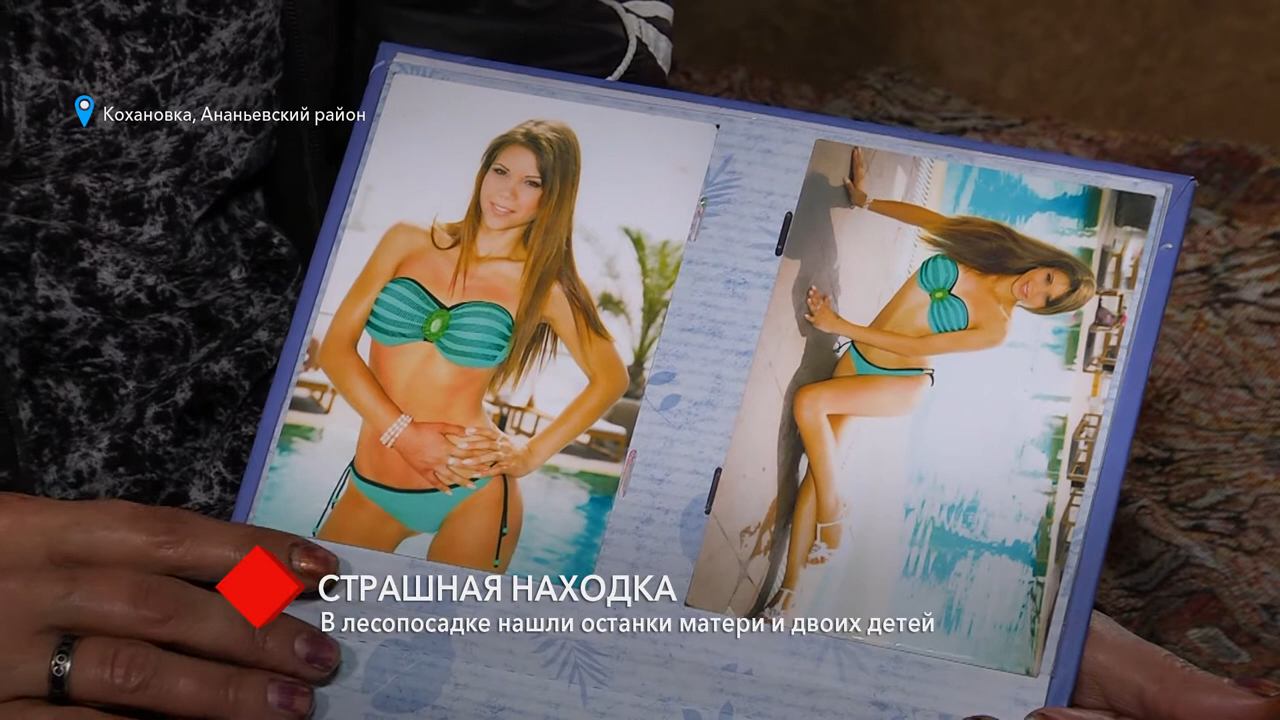 Кохановка, Ананьевский район
СТРАШНАЯ НАХОДКА
В лесопосадке нашли останки матери и двоих детей